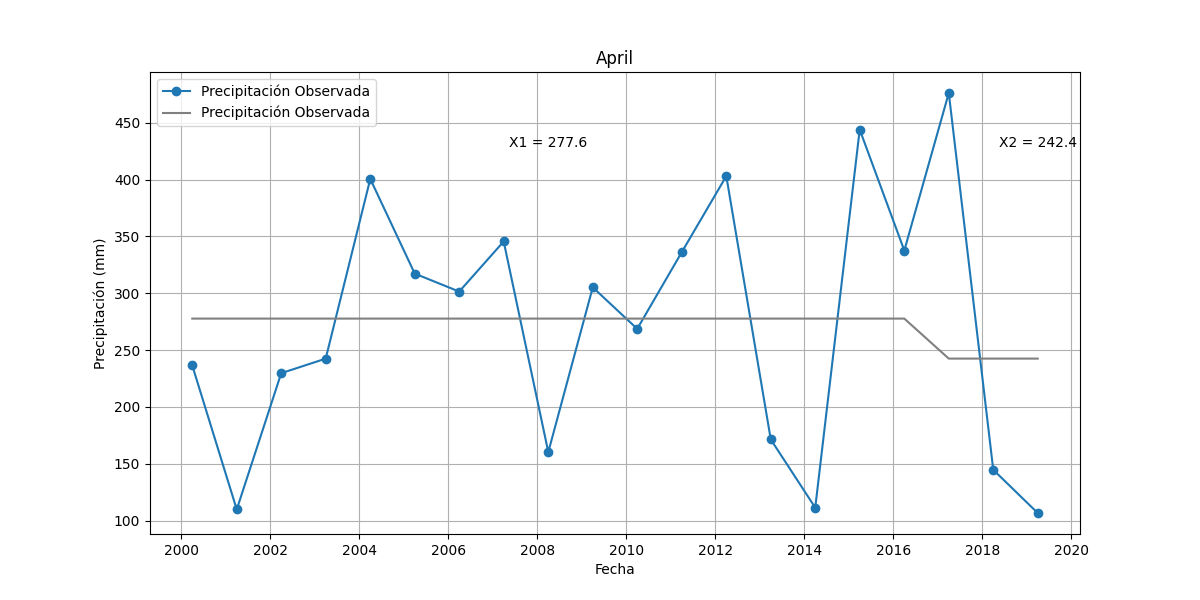 April
Precipitación Observada
Precipitación Observada
X1 = 277.6
X2 = 242.4
Precipitación (mm)
450
400
350
300
250
200
150
100
2000 2002 2004 2006 2008 2010 2012 2014 2016 2018 2020
Fecha